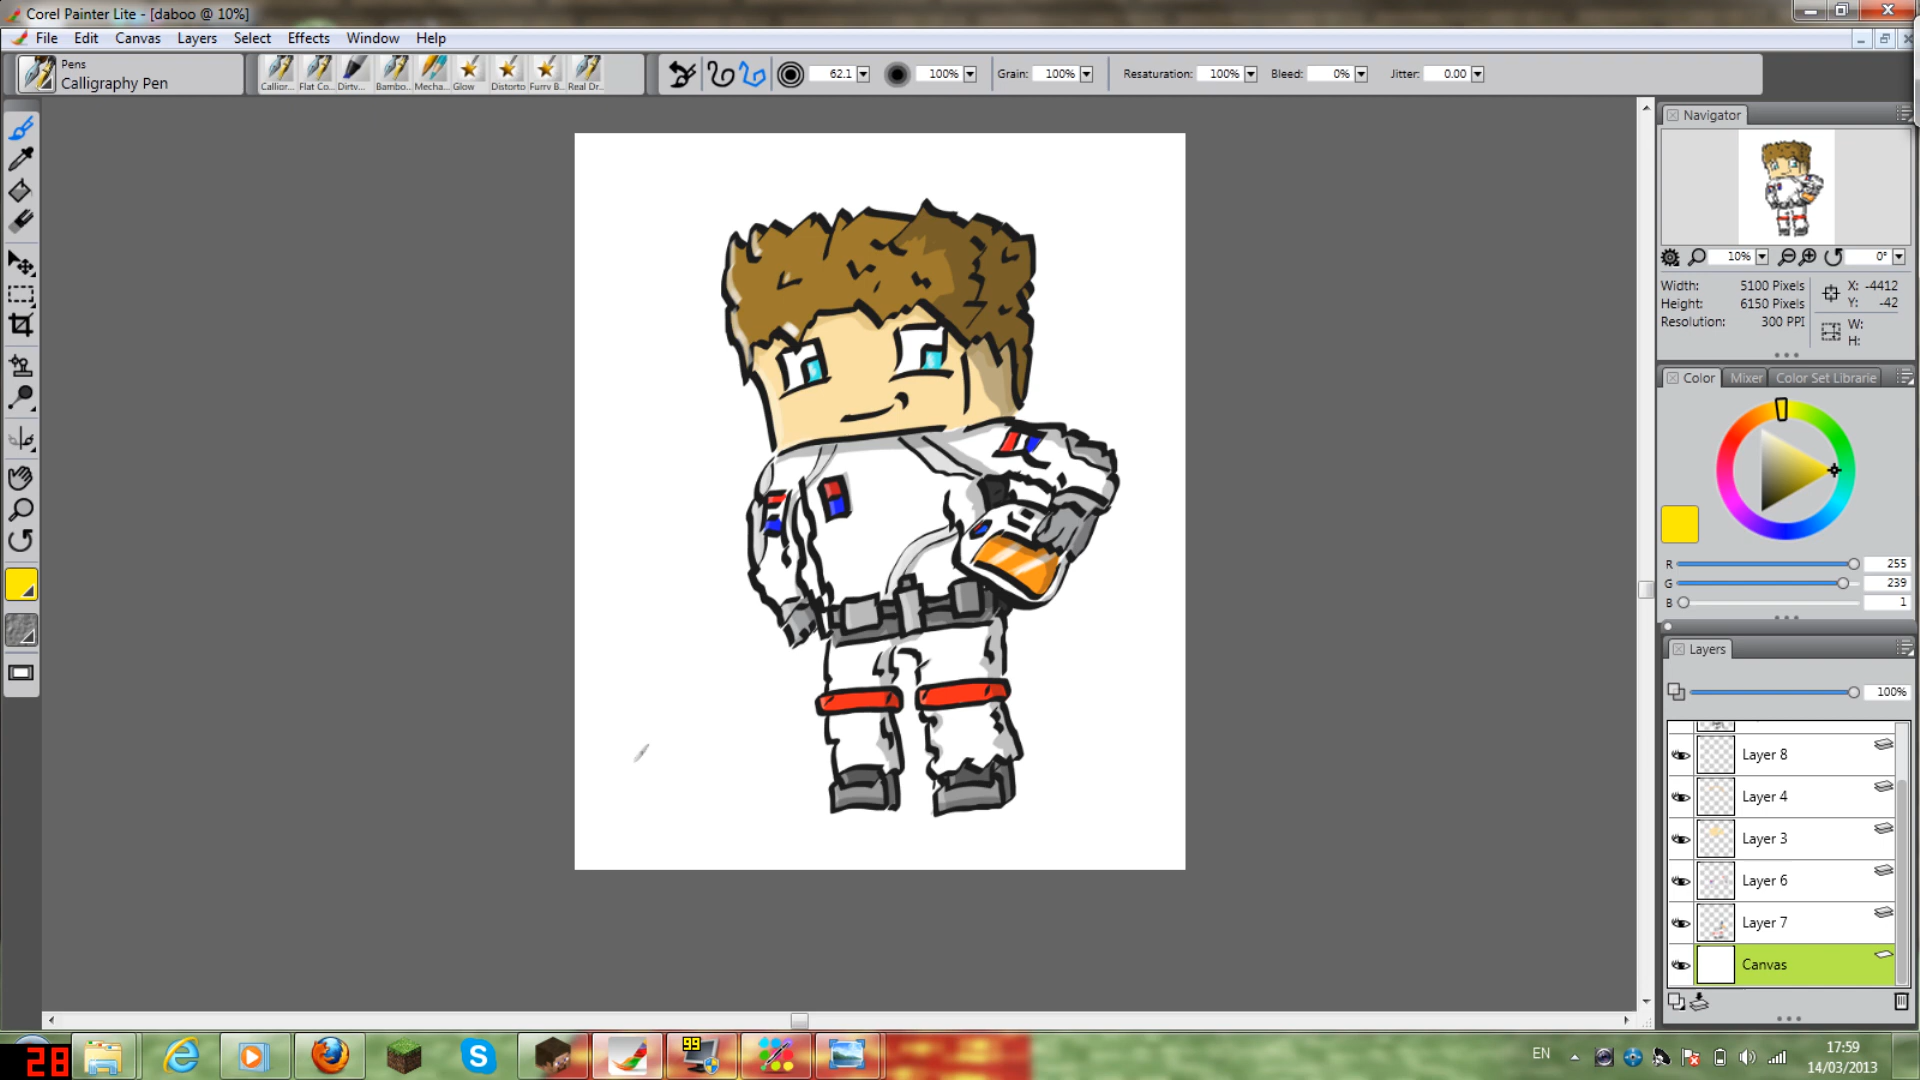 Corel Painter Lite - [daboo @ 10%]
File Edit Canvas Layers Select Effects Window Help
Pens
Calligraphy Pen
Calligr... Flat Co... Dirty... Bambo... Mecha... Glow Distorto Furry B... Real Dr...
62.1 100% Grain: 100% Resaturation: 100% Bleed: 0% Jitter: 0.00
Navigator
10% 0°
Width: 5100 Pixels
Height: 6150 Pixels
Resolution: 300 PPI
X: -4412
Y: -42
W:
H:
Color Mixer Color Set Librarie
R 255
G 239
B 1
Layers
100%
Layer 8
Layer 4
Layer 3
Layer 6
Layer 7
Canvas
28
99
EN
17:59
14/03/2013